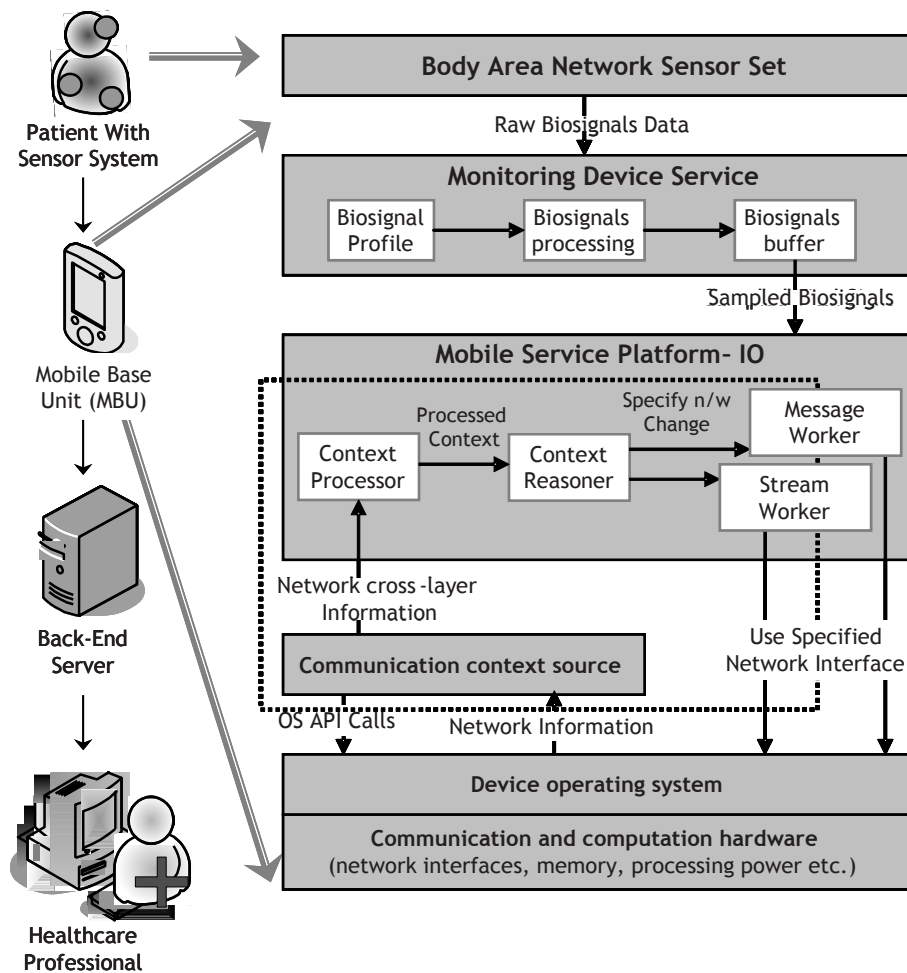 Patient With
Sensor System
Mobile Base
Unit (MBU)
Back-End
Server
Healthcare
Professional
Body Area Network Sensor Set
Raw Biosignals Data
Monitoring Device Service
Biosignal
Profile
Biosignals
processing
Biosignals
buffer
Sampled Biosignals
Mobile Service Platform- IO
Processed
Context
Specify n/w
Change
Message
Worker
Context
Processor
Context
Reasoner
Stream
Worker
Network cross-layer
Information
Use Specified
Network Interface
Communication context source
OS API Calls
Network Information
Device operating system
Communication and computation hardware
(network interfaces, memory, processing power etc.)